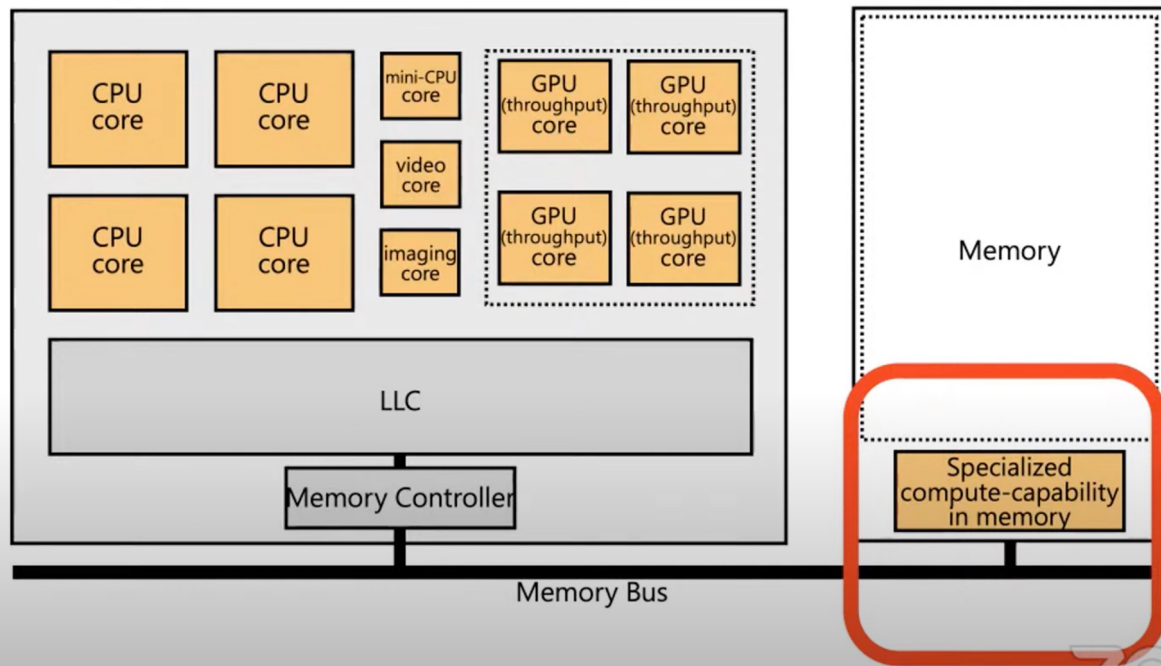 CPU
core
CPU
core
mini-CPU
core
video
core
imaging
core
GPU
(throughput)
core
GPU
(throughput)
core
CPU
core
CPU
core
GPU
(throughput)
core
GPU
(throughput)
core
LLC
Memory Controller
Memory Bus
Memory
Specialized
compute-capability
in memory